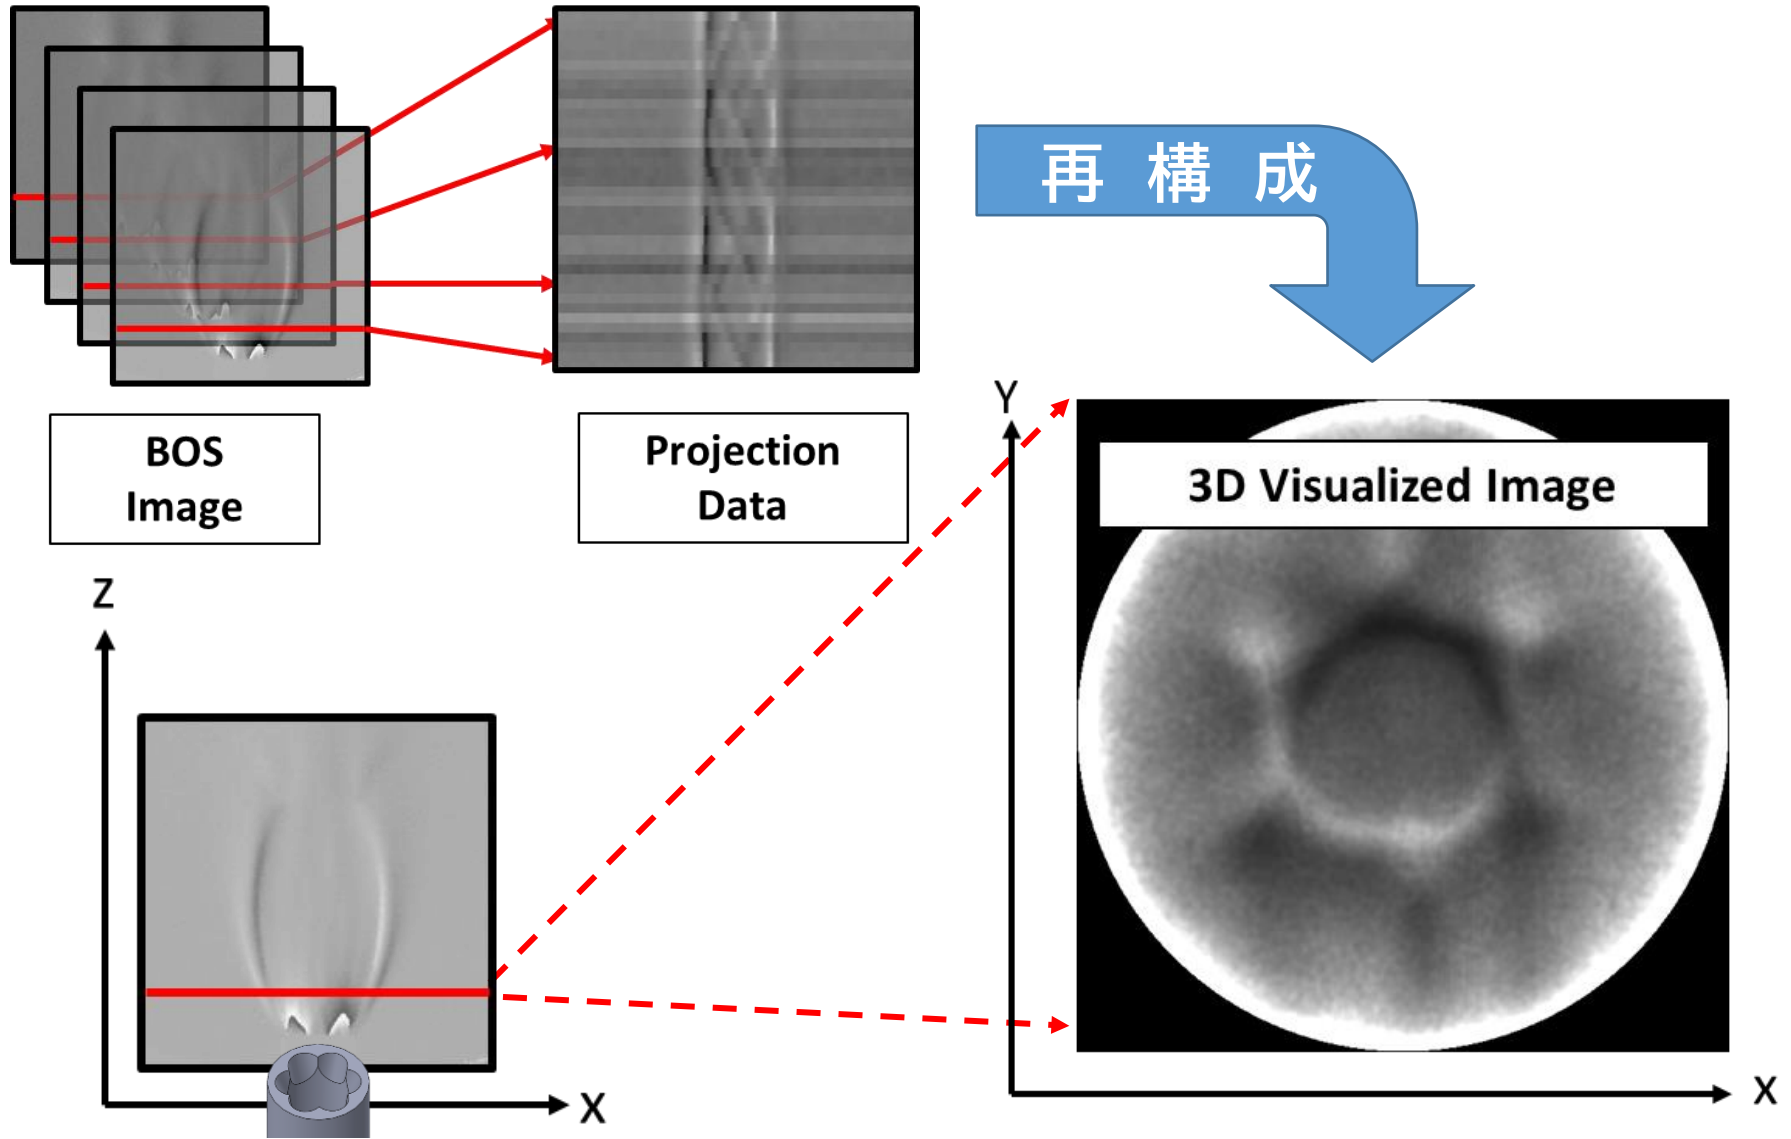 再 構 成
BOS
Image
Projection
Data
Y
3D Visualized Image
Z
X
X